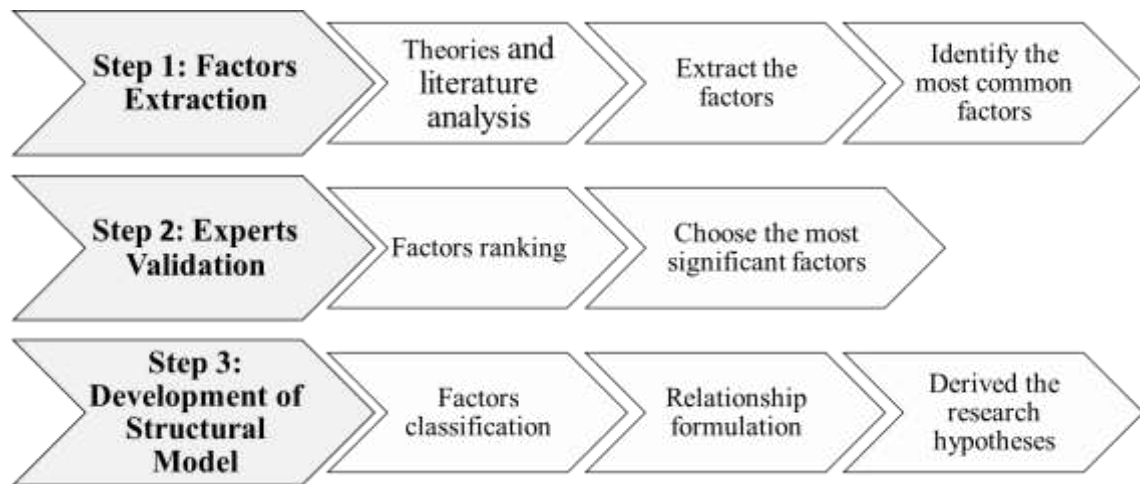 Step 1: Factors
Extraction
Theories and
literature
analysis
Extract the
factors
Identify the
most common
factors
Step 2: Experts
Validation
Factors ranking
Choose the most
significant factors
Step 3:
Development of
Structural
Model
Factors
classification
Relationship
formulation
Derived the
research
hypotheses